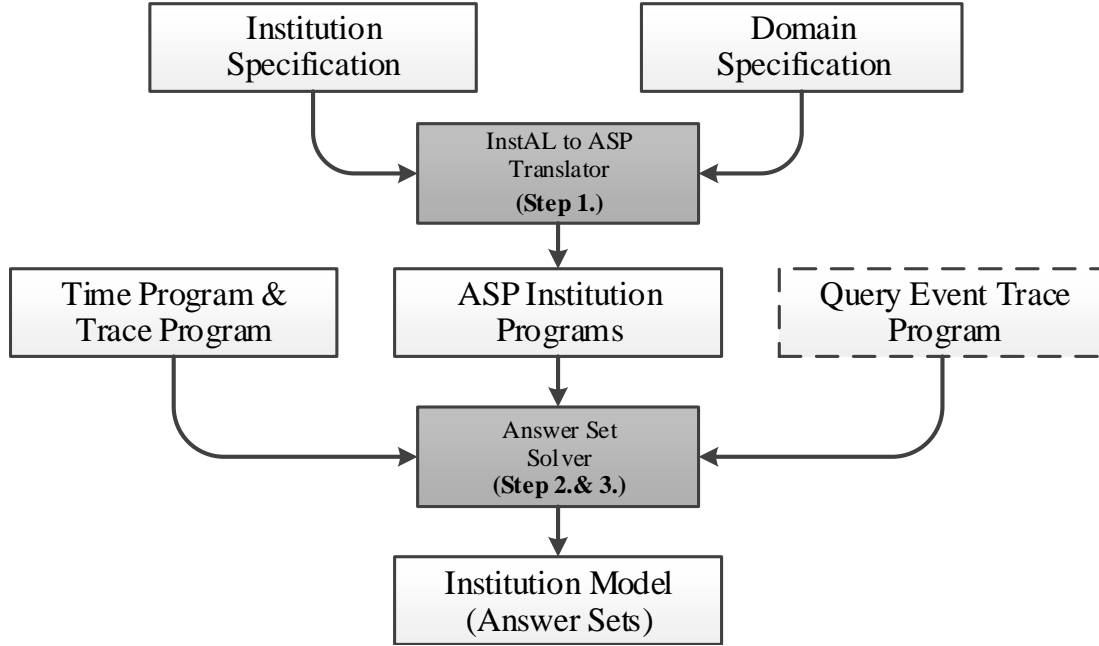 Institution
Specification
Domain
Specification
InstAL to ASP
Translator
(Step 1.)
Time Program &
Trace Program
ASP Institution
Programs
Query Event Trace
Program
Answer Set
Solver
(Step 2.& 3.)
Institution Model
(Answer Sets)